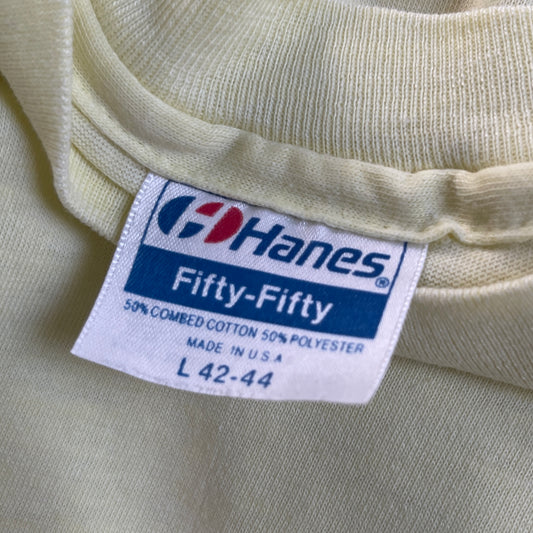 Hanes®
Fifty-Fifty
50% COMBED COTTON 50% POLYESTER
MADE IN U.S.A
L 42-44